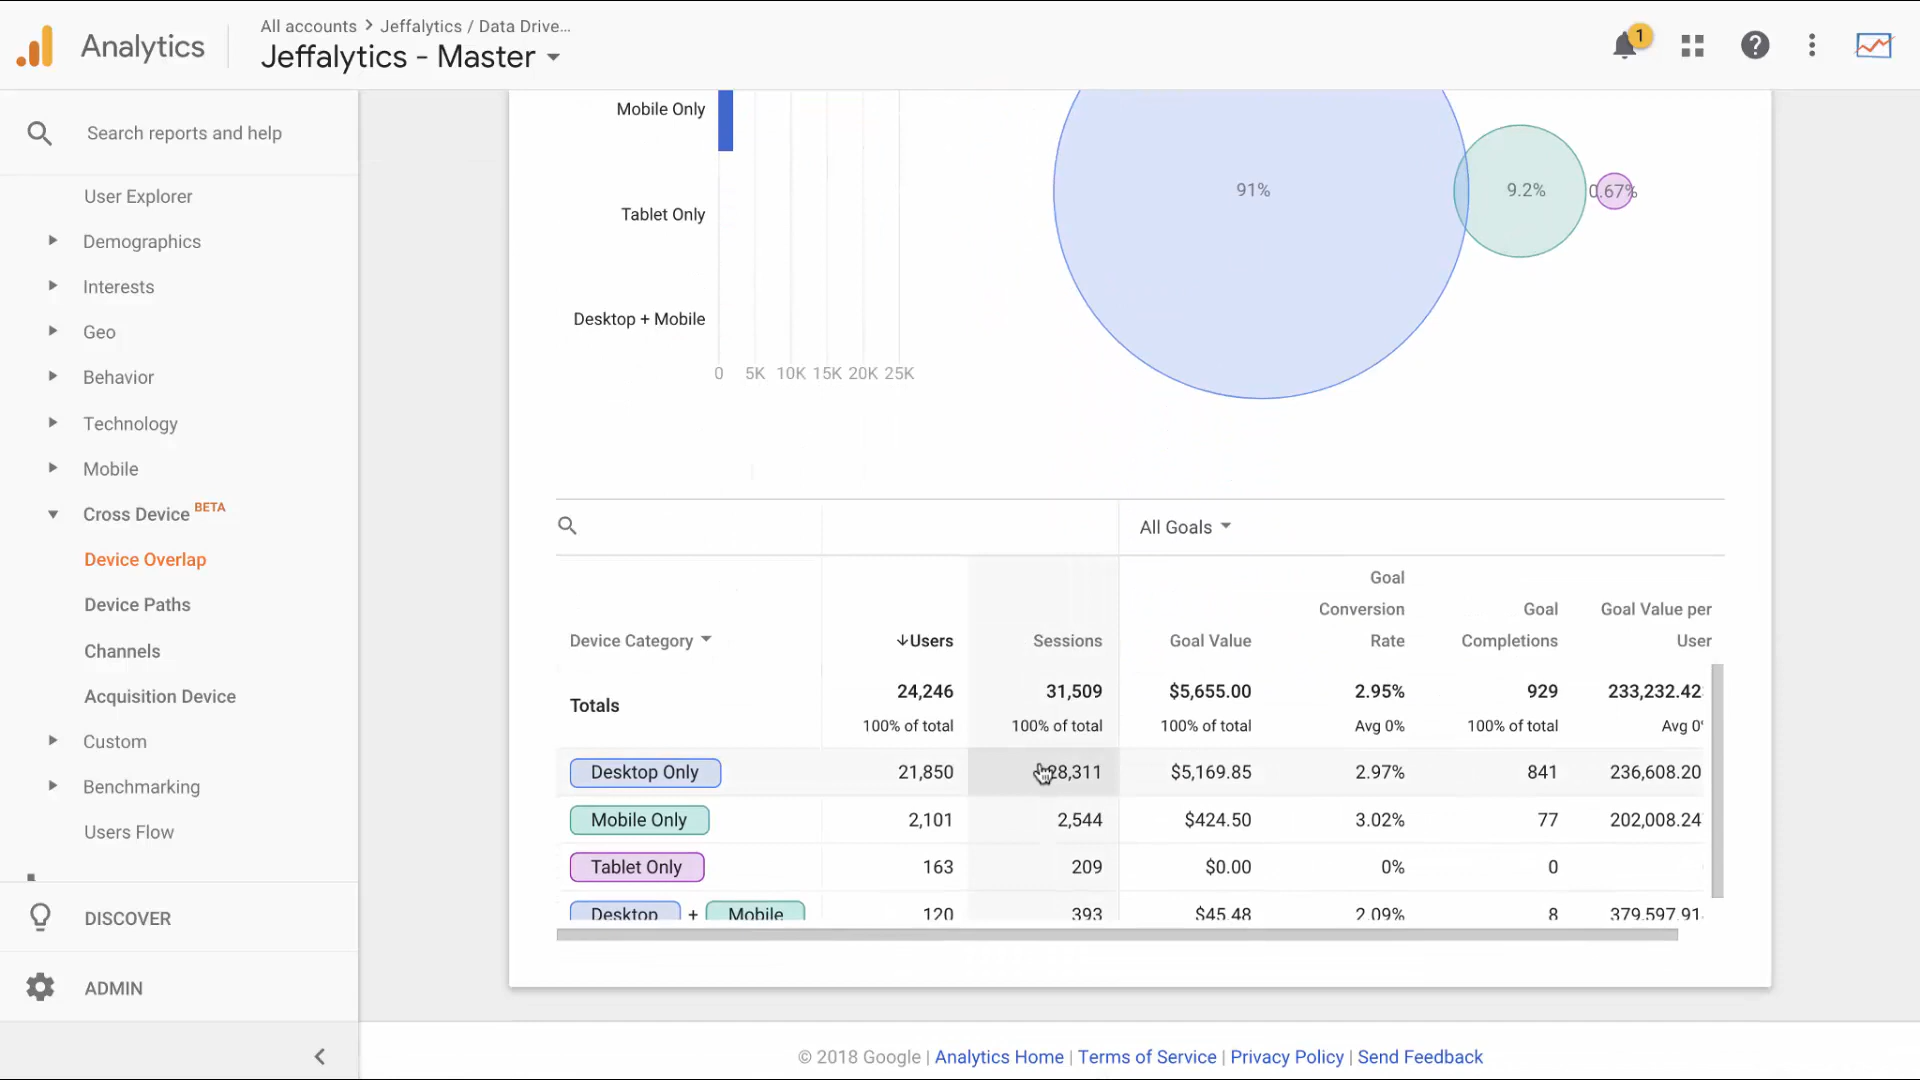 Analytics
All accounts > Jeffalytics / Data Drive...
Jeffalytics - Master
1
Search reports and help
User Explorer
Demographics
Interests
Geo
Behavior
Technology
Mobile
Cross Device BETA
Device Overlap
Device Paths
Channels
Acquisition Device
Custom
Benchmarking
Users Flow
DISCOVER
ADMIN
Mobile Only
Tablet Only
Desktop + Mobile
0 5K 10K 15K 20K 25K
91% 9.2% 0.67%
All Goals
Device Category Users Sessions Goal Value Goal Conversion Rate Goal Completions Goal Value per User
Totals 24,246 31,509 $5,655.00 2.95% 929 233,232.42
100% of total 100% of total 100% of total Avg 0% 100% of total Avg 0
Desktop Only 21,850 28,311 $5,169.85 2.97% 841 236,608.20
Mobile Only 2,101 2,544 $424.50 3.02% 77 202,008.24
Tablet Only 163 209 $0.00 0% 0
Desktop + Mobile 120 393 $45.48 2.09% 8 379,597.91
© 2018 Google | Analytics Home | Terms of Service | Privacy Policy | Send Feedback